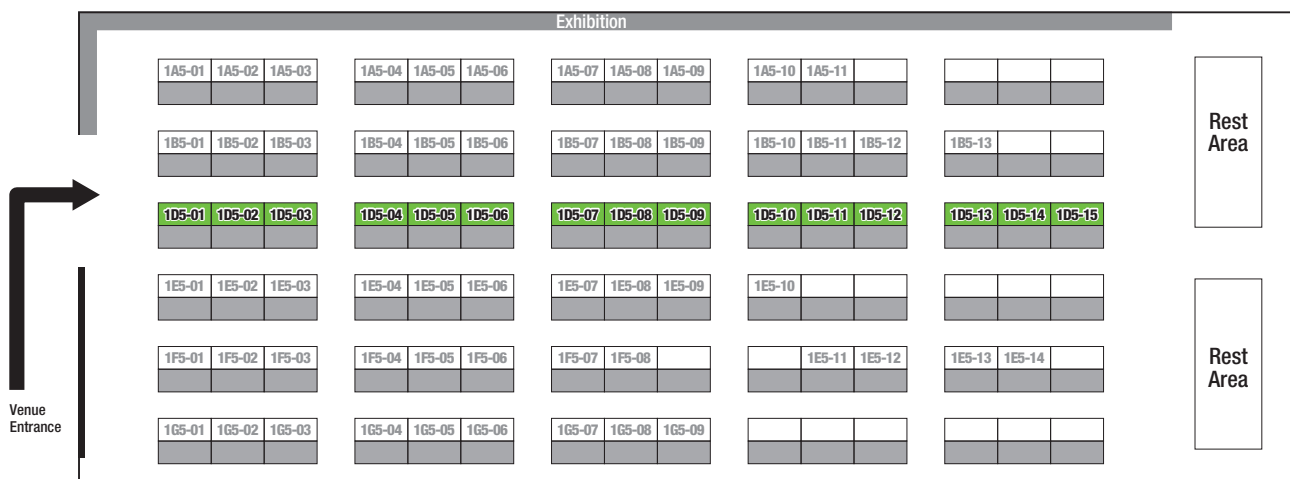 Exhibition
1A5-01 1A5-02 1A5-03 1A5-04 1A5-05 1A5-06 1A5-07 1A5-08 1A5-09 1A5-10 1A5-11
Rest
Area
1B5-01 1B5-02 1B5-03 1B5-04 1B5-05 1B5-06 1B5-07 1B5-08 1B5-09 1B5-10 1B5-11 1B5-12 1B5-13
1D5-01 1D5-02 1D5-03 1D5-04 1D5-05 1D5-06 1D5-07 1D5-08 1D5-09 1D5-10 1D5-11 1D5-12 1D5-13 1D5-14 1D5-15
1E5-01 1E5-02 1E5-03 1E5-04 1E5-05 1E5-06 1E5-07 1E5-08 1E5-09 1E5-10
1F5-01 1F5-02 1F5-03 1F5-04 1F5-05 1F5-06 1F5-07 1F5-08 1E5-11 1E5-12 1E5-13 1E5-14
Rest
Area
Venue
Entrance
1G5-01 1G5-02 1G5-03 1G5-04 1G5-05 1G5-06 1G5-07 1G5-08 1G5-09